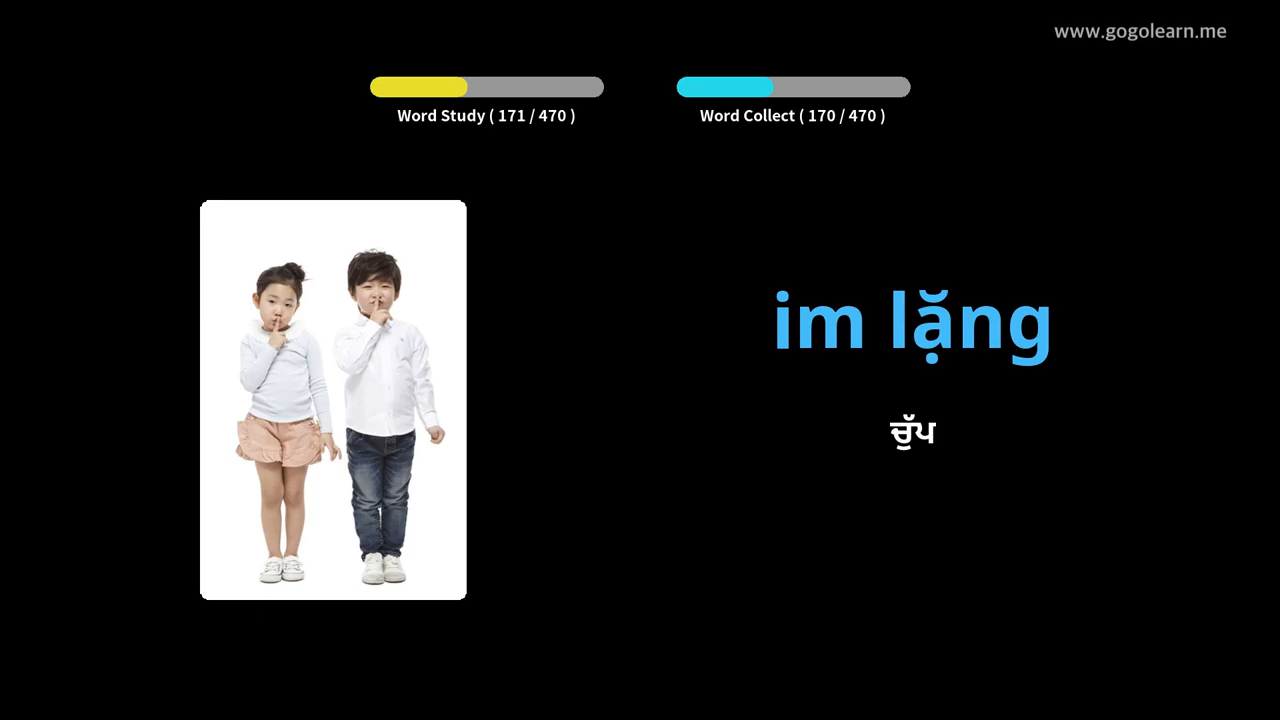 www.gogolearn.me
Word Study ( 171 / 470 )
Word Collect ( 170 / 470 )
im lặng
ਚੁੱਪ